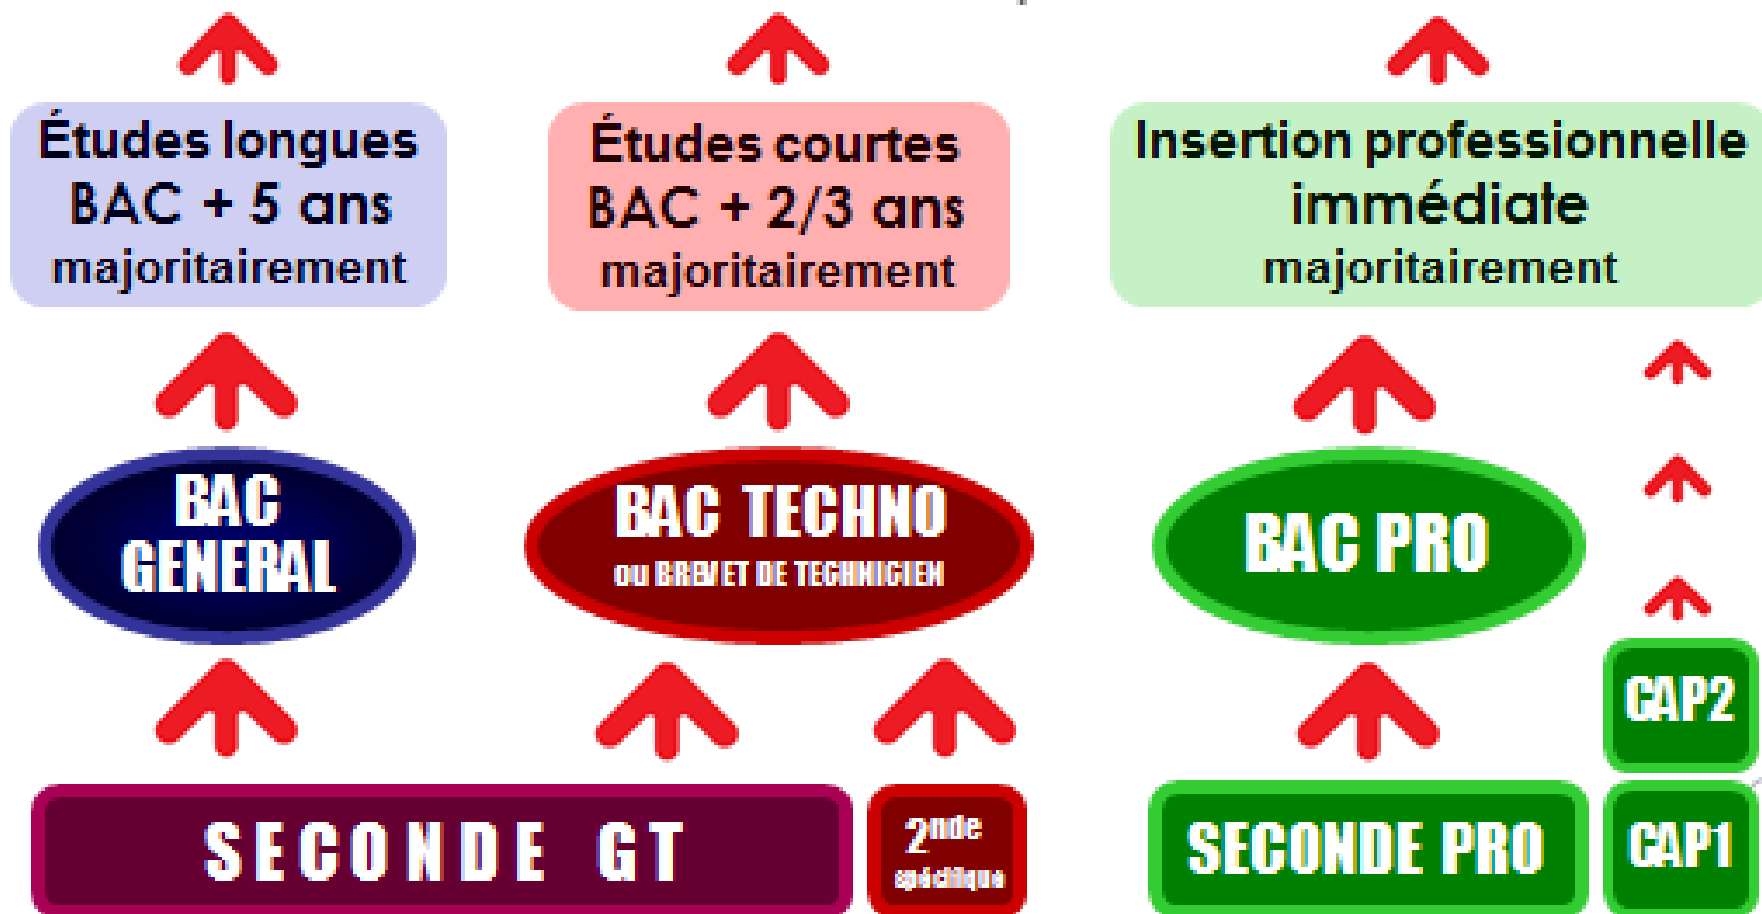 Études longues
BAC + 5 ans
majoritairement
Études courtes
BAC + 2/3 ans
majoritairement
Insertion professionnelle
immédiate
majoritairement
BAC
GENERAL
BAC TECHNO
ou BREVET DE TECHNICIEN
BAC PRO
CAP2
SECONDE GT
2nde
spécifique
SECONDE PRO
CAP1